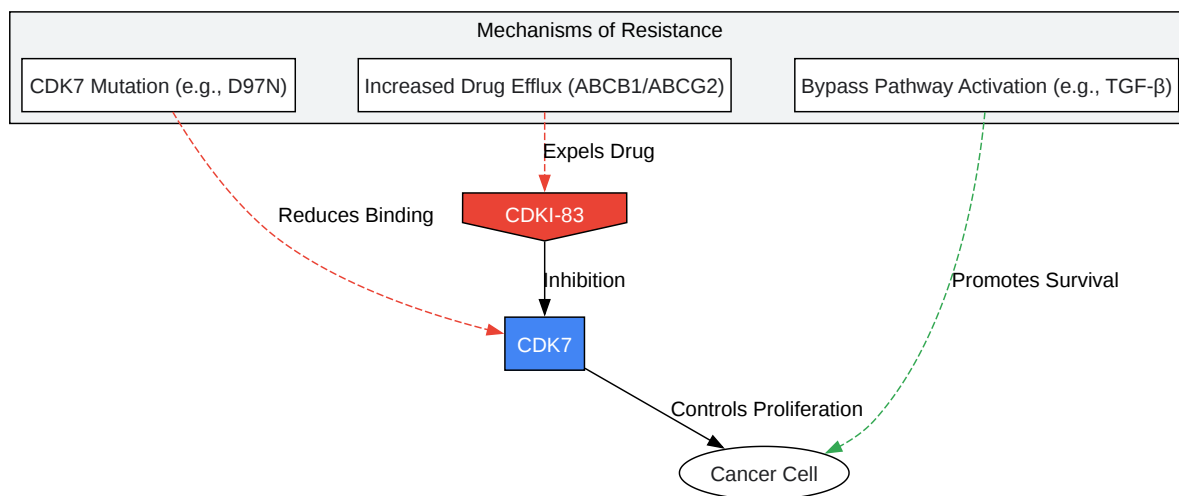 Mechanisms of Resistance
CDK7 Mutation (e.g., D97N)
Increased Drug Efflux (ABCB1/ABCG2)
Bypass Pathway Activation (e.g., TGF-β)
Expels Drug
CDKI-83
Reduces Binding
Inhibition
Promotes Survival
CDK7
Controls Proliferation
Cancer Cell